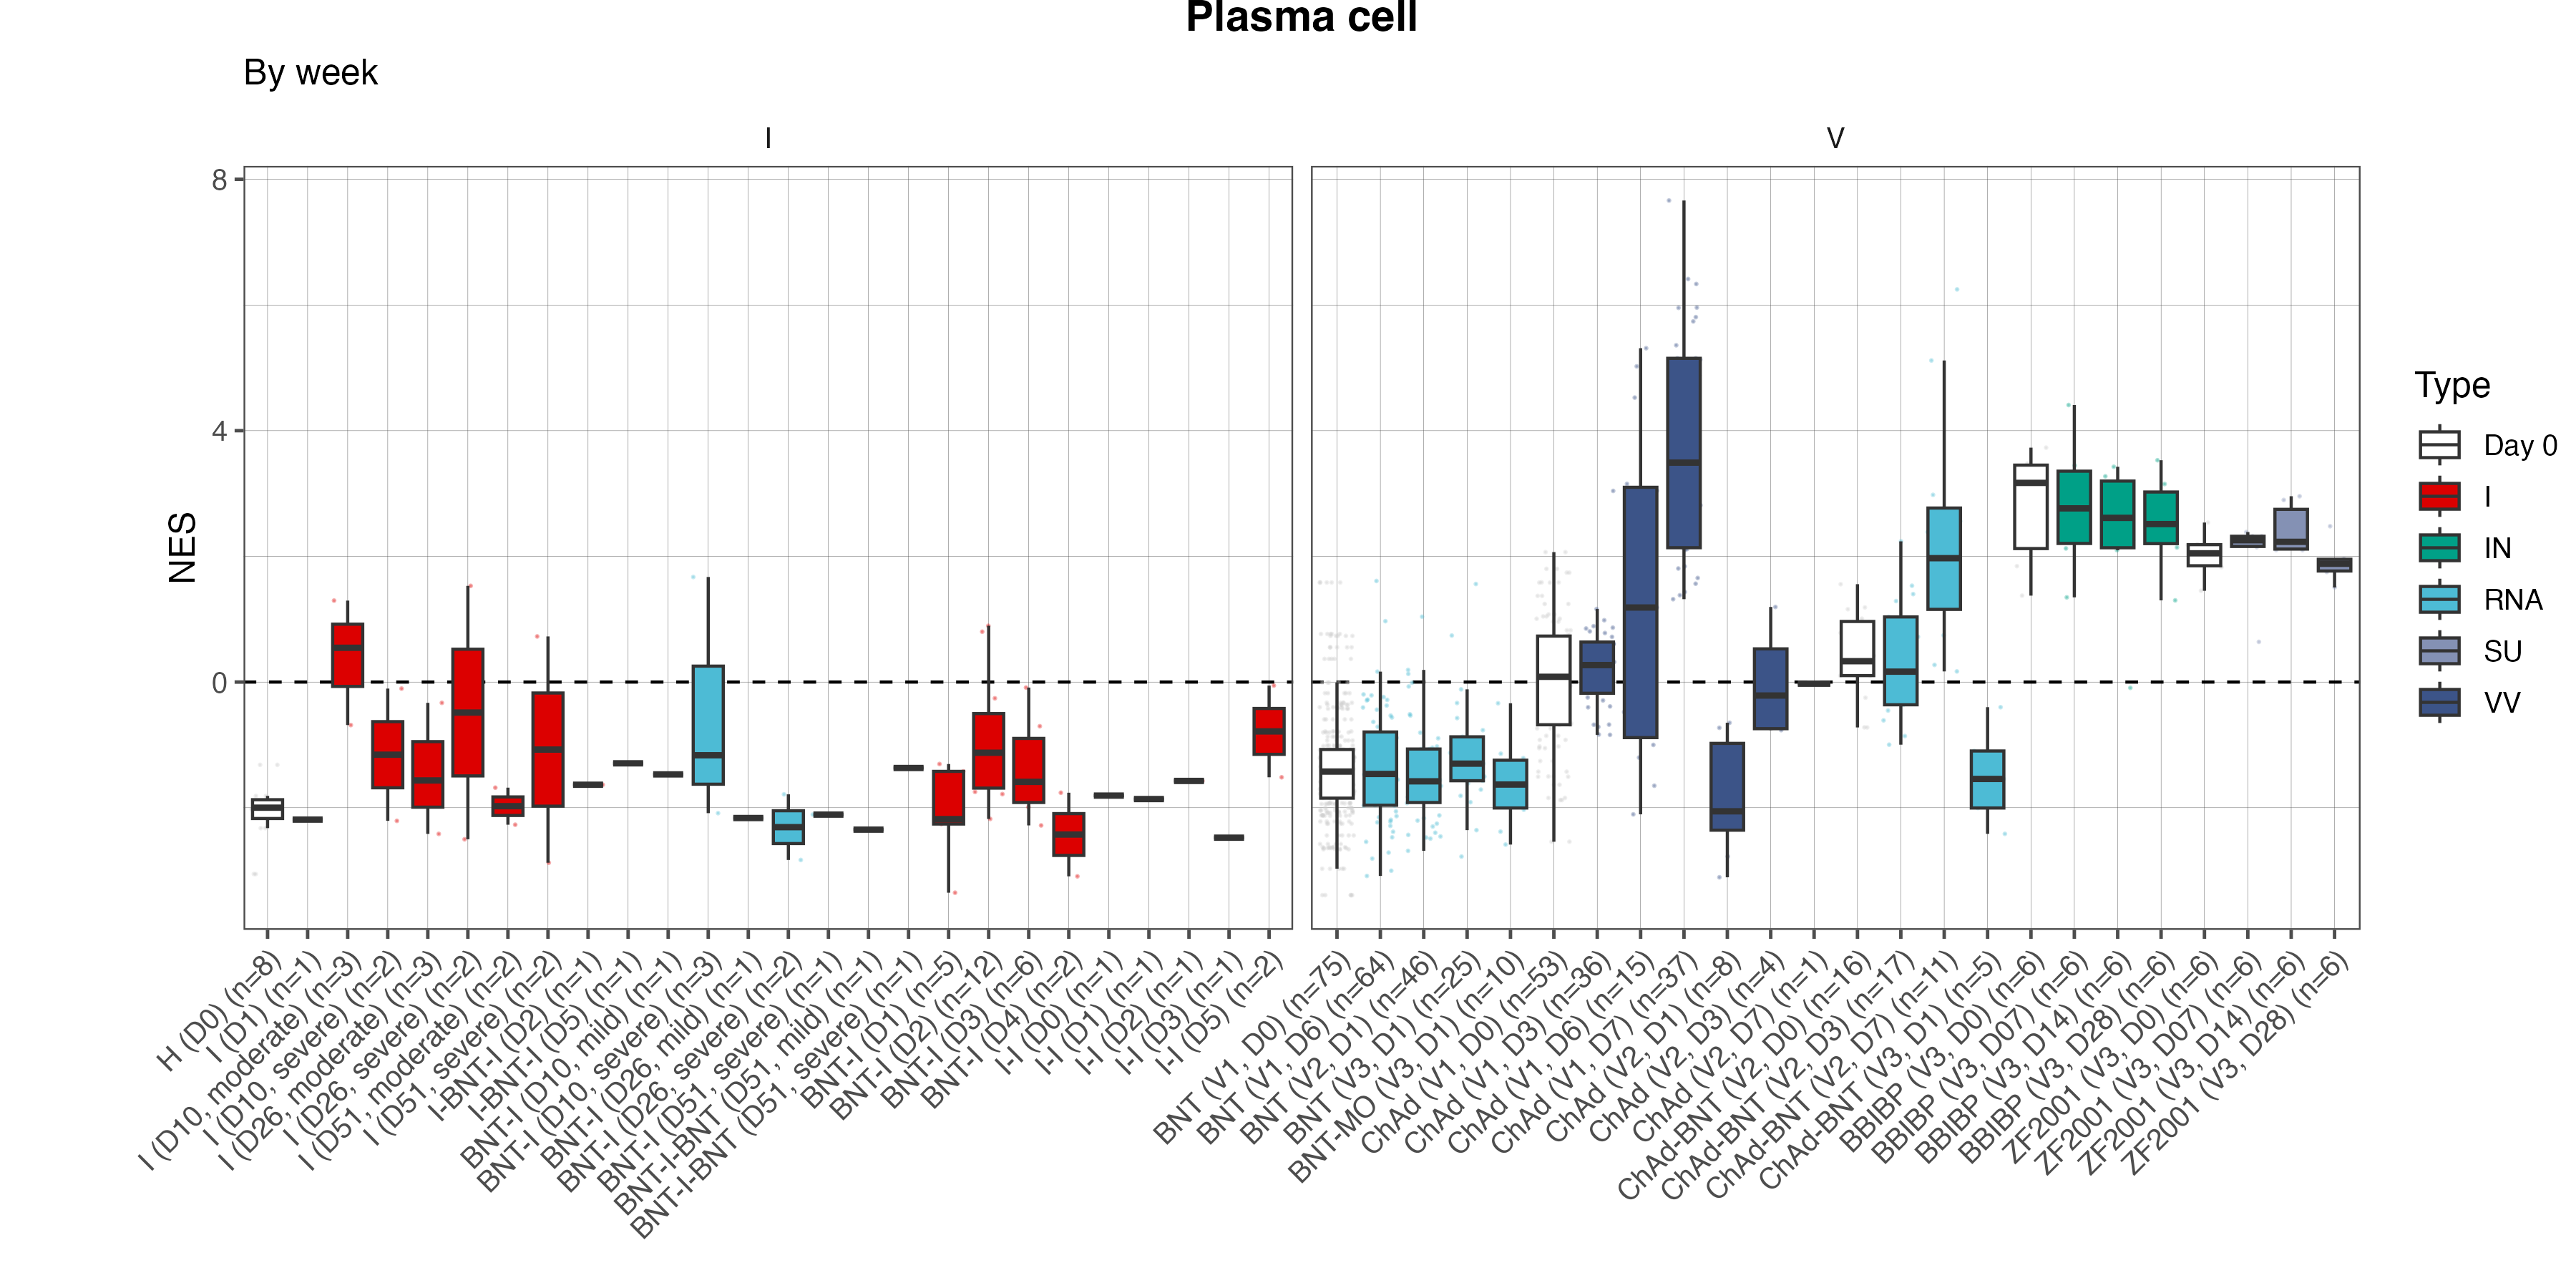 Plasma cell
By week
I
V
8
4
0
NES
H (D0) (n=8)
I (D1) (n=1)
I (D10, moderate) (n=3)
I (D10, severe) (n=2)
I (D26, moderate) (n=3)
I (D26, severe) (n=2)
I (D51, moderate) (n=2)
I (D51, severe) (n=2)
I-BNT-I (D2) (n=1)
I-BNT-I (D5) (n=1)
BNT-I (D10, mild) (n=1)
BNT-I (D10, severe) (n=3)
BNT-I (D26, mild) (n=1)
BNT-I (D26, severe) (n=2)
BNT-I (D51, severe) (n=1)
BNT-I-BNT (D51, mild) (n=1)
BNT-I-BNT (D51, severe) (n=1)
BNT-I (D1) (n=5)
BNT-I (D2) (n=12)
BNT-I (D3) (n=6)
BNT-I (D4) (n=2)
I-I (D0) (n=1)
I-I (D1) (n=1)
I-I (D2) (n=1)
I-I (D3) (n=1)
I-I (D5) (n=2)
BNT (V1, D0) (n=75)
BNT (V1, D6) (n=64)
BNT (V2, D1) (n=46)
BNT (V3, D1) (n=25)
BNT-MO (V3, D1) (n=10)
ChAd (V1, D0) (n=53)
ChAd (V1, D3) (n=36)
ChAd (V1, D6) (n=15)
ChAd (V1, D7) (n=37)
ChAd (V2, D1) (n=8)
ChAd (V2, D3) (n=4)
ChAd (V2, D7) (n=1)
ChAd-BNT (V2, D0) (n=16)
ChAd-BNT (V2, D3) (n=17)
ChAd-BNT (V2, D7) (n=11)
ChAd-BNT (V3, D1) (n=5)
BBIBP (V3, D0) (n=6)
BBIBP (V3, D07) (n=6)
BBIBP (V3, D14) (n=6)
BBIBP (V3, D28) (n=6)
ZF2001 (V3, D0) (n=6)
ZF2001 (V3, D07) (n=6)
ZF2001 (V3, D14) (n=6)
ZF2001 (V3, D28) (n=6)
Type
Day 0
I
IN
RNA
SU
VV